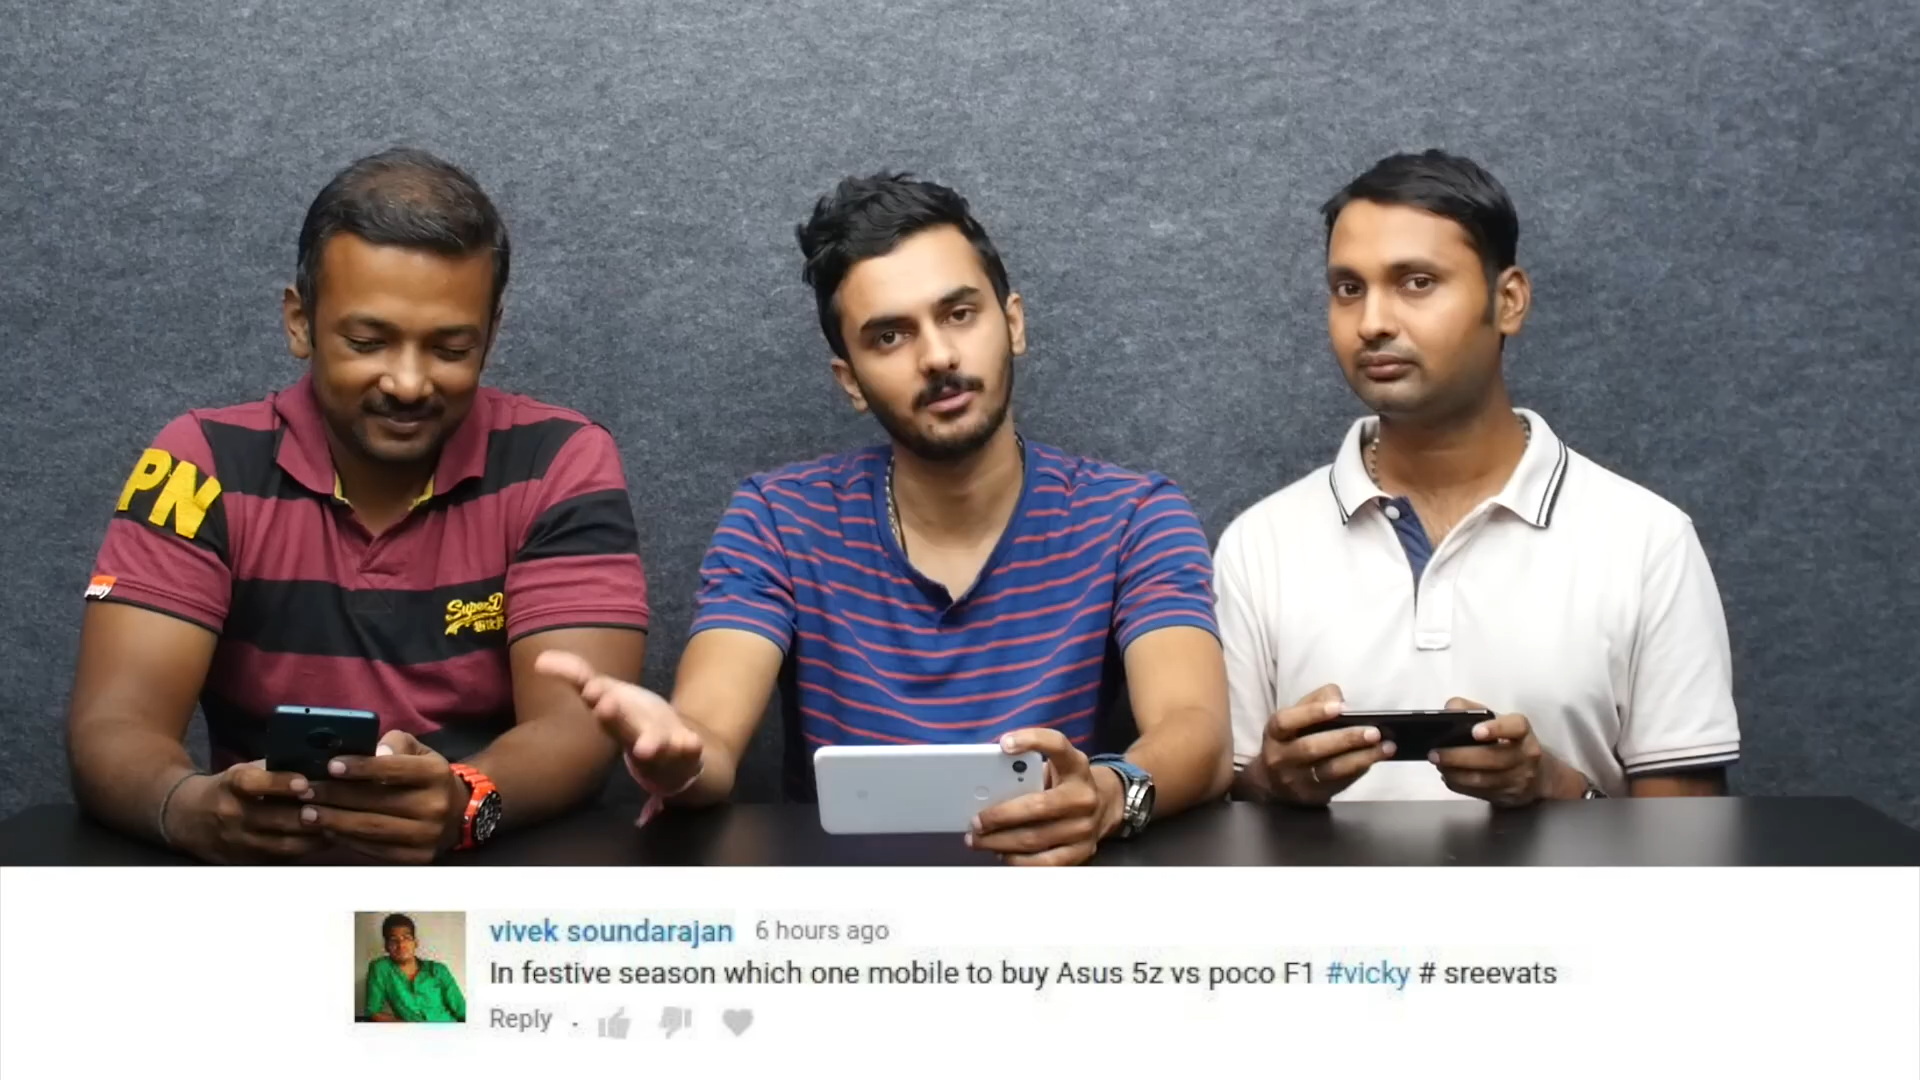 PN
SuperD
vivek soundarajan 6 hours ago
In festive season which one mobile to buy Asus 5z vs poco F1 #vicky # sreevats
Reply